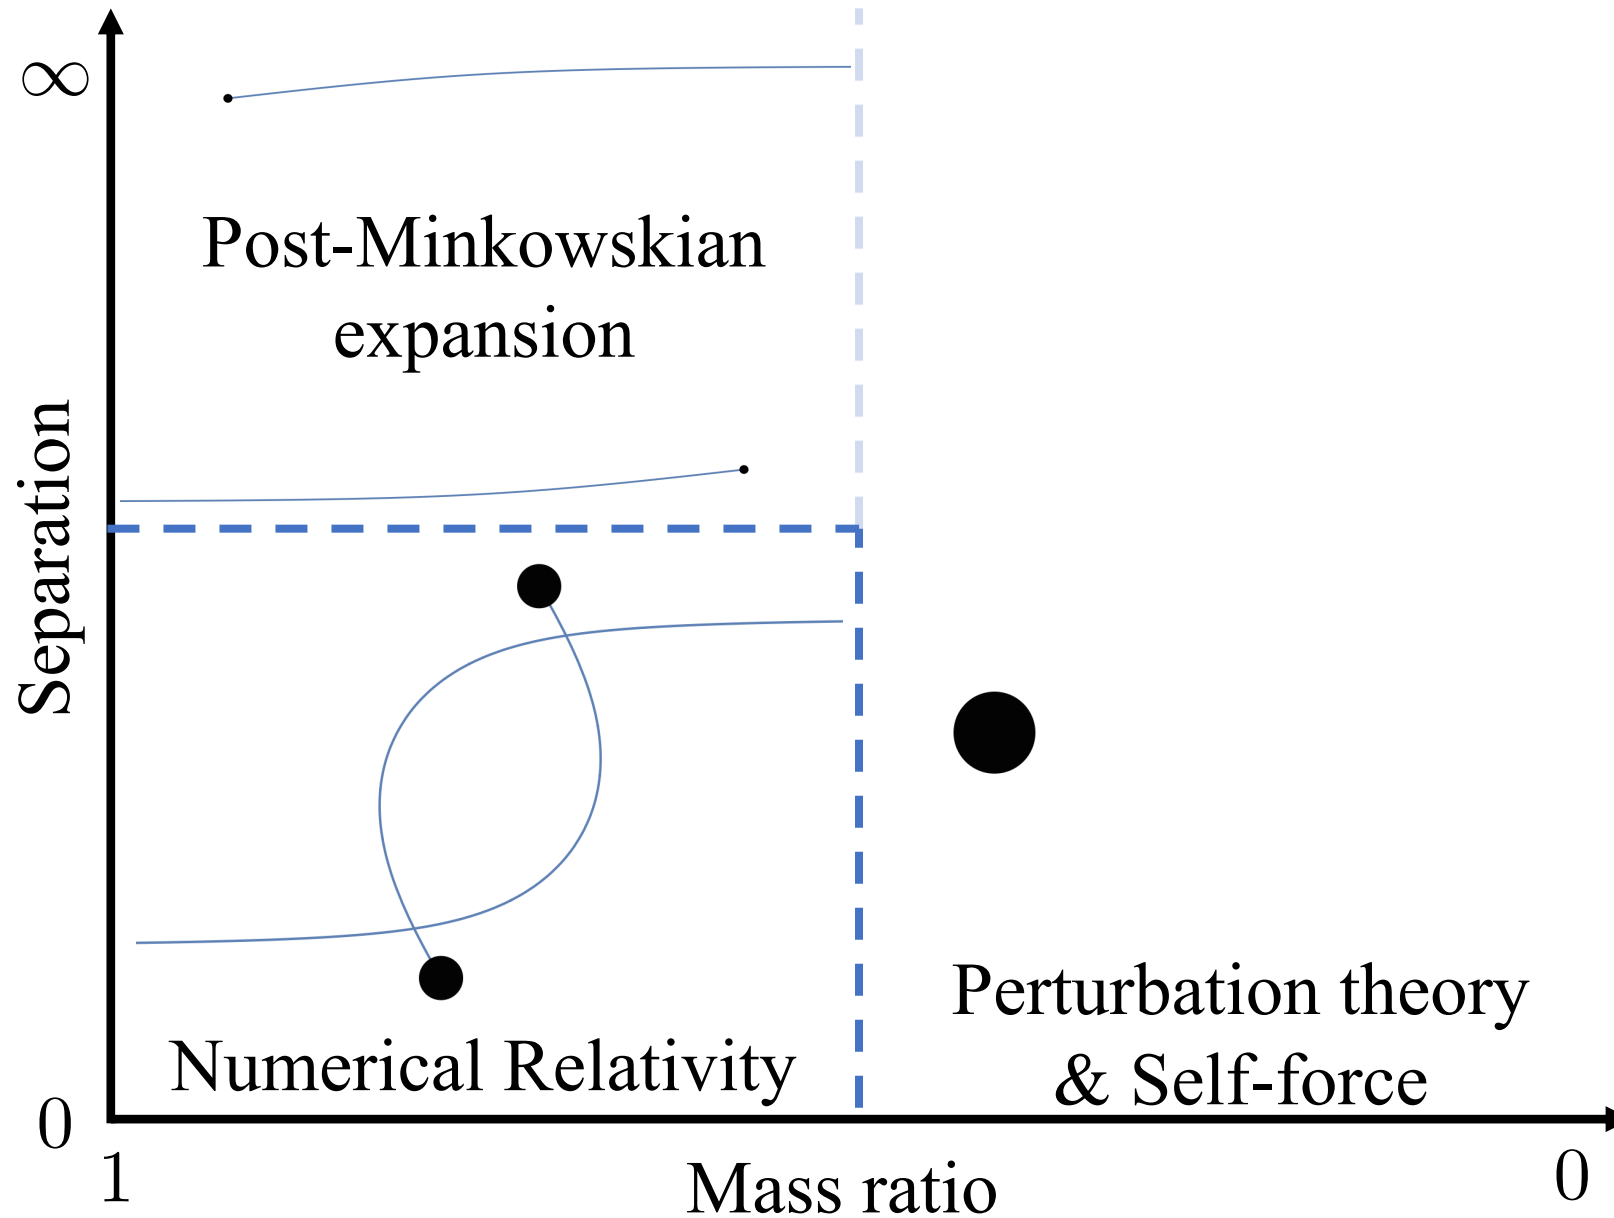 ∞
Post-Minkowskian
expansion
Separation
Numerical Relativity
Perturbation theory
& Self-force
0
1
Mass ratio
0